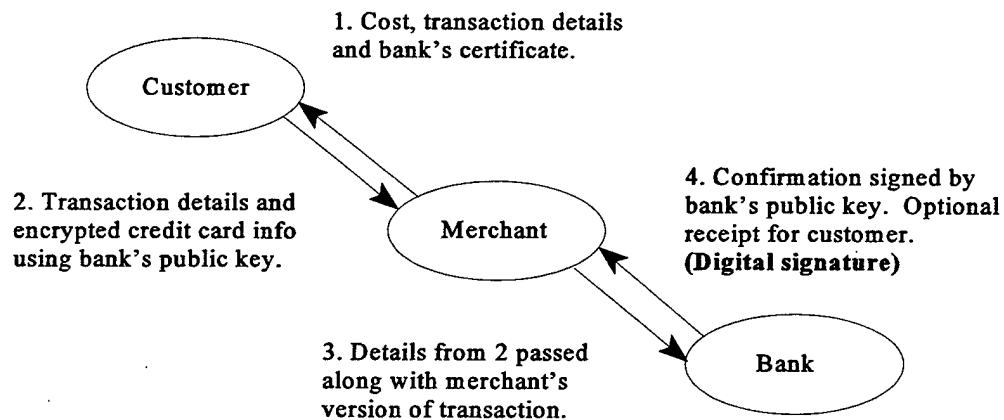 1. Cost, transaction details
and bank's certificate.
Customer
2. Transaction details and
encrypted credit card info
using bank's public key.
Merchant
4. Confirmation signed by
bank's public key. Optional
receipt for customer.
(Digital signature)
3. Details from 2 passed
along with merchant's
version of transaction.
Bank